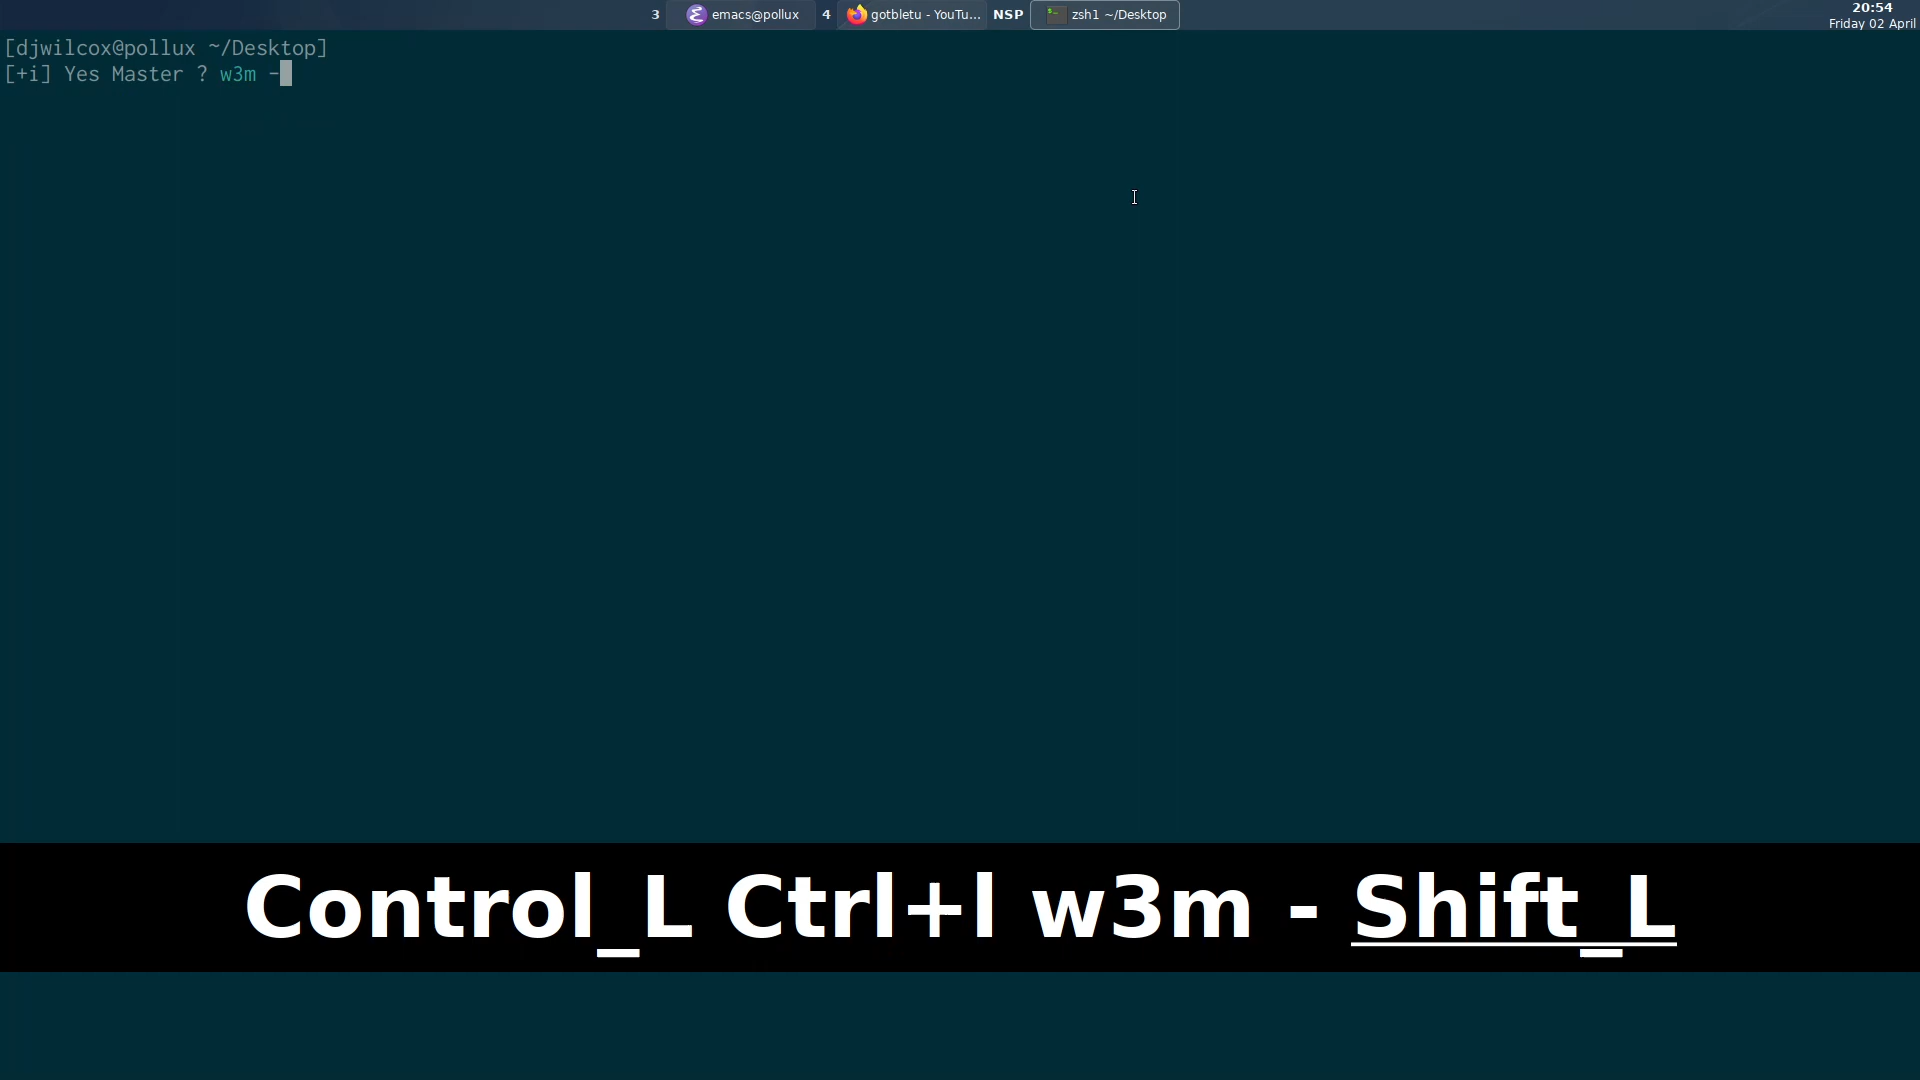 3 emacs@pollux 4 gotbletu - YouTu... NSP zsh1 ~/Desktop
20:54
Friday 02 April
[djwilcox@pollux ~/Desktop]
[+i] Yes Master ? w3m -
Control_L Ctrl+l w3m - Shift_L